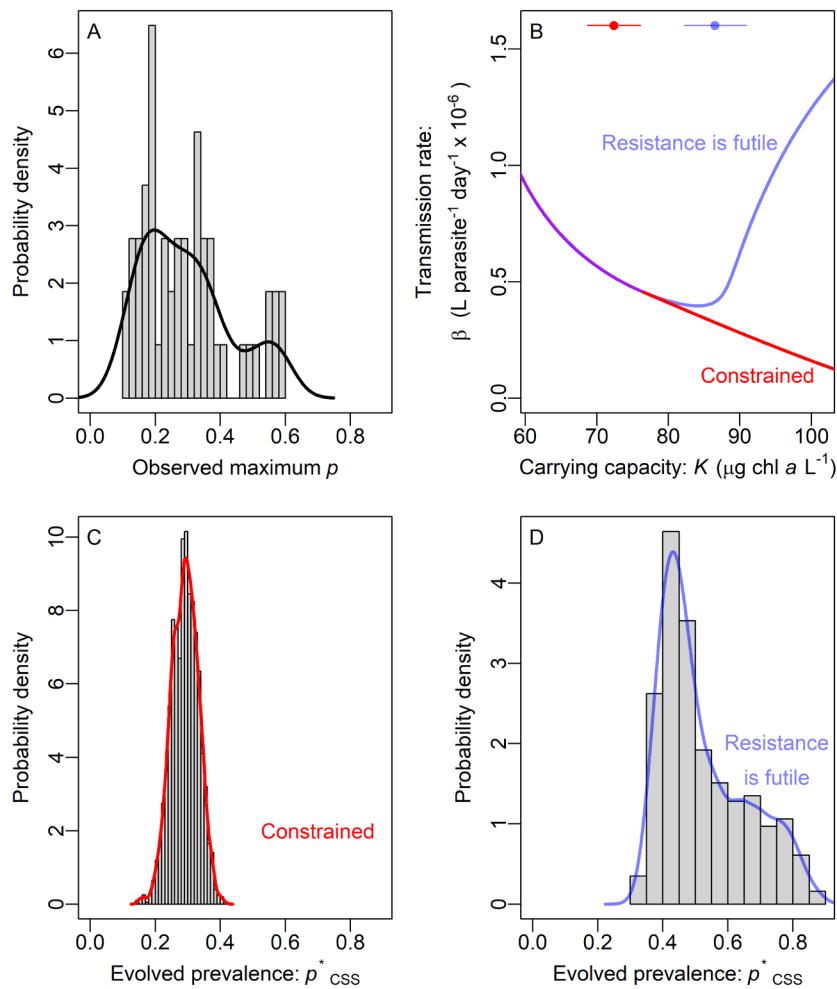 A
Probability density
0 1 2 3 4 5 6
0.0 0.2 0.4 0.6 0.8
Observed maximum p
B
Transmission rate:
β (L parasite⁻¹ day⁻¹ x 10⁻⁶)
0.0 0.5 1.0 1.5
Resistance is futile
Constrained
60 70 80 90 100
Carrying capacity: K (μg chl a L⁻¹)
C
Probability density
0 2 4 6 8 10
Constrained
0.0 0.2 0.4 0.6 0.8
Evolved prevalence: p*CSS
D
Probability density
0 1 2 3 4
Resistance
is futile
0.0 0.2 0.4 0.6 0.8
Evolved prevalence: p*CSS